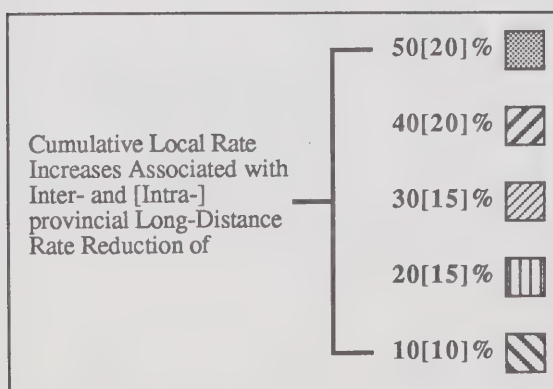 Cumulative Local Rate
Increases Associated with
Inter- and [Intra-]
provincial Long-Distance
Rate Reduction of
50[20]%
40[20]%
30[15]%
20[15]%
10[10]%